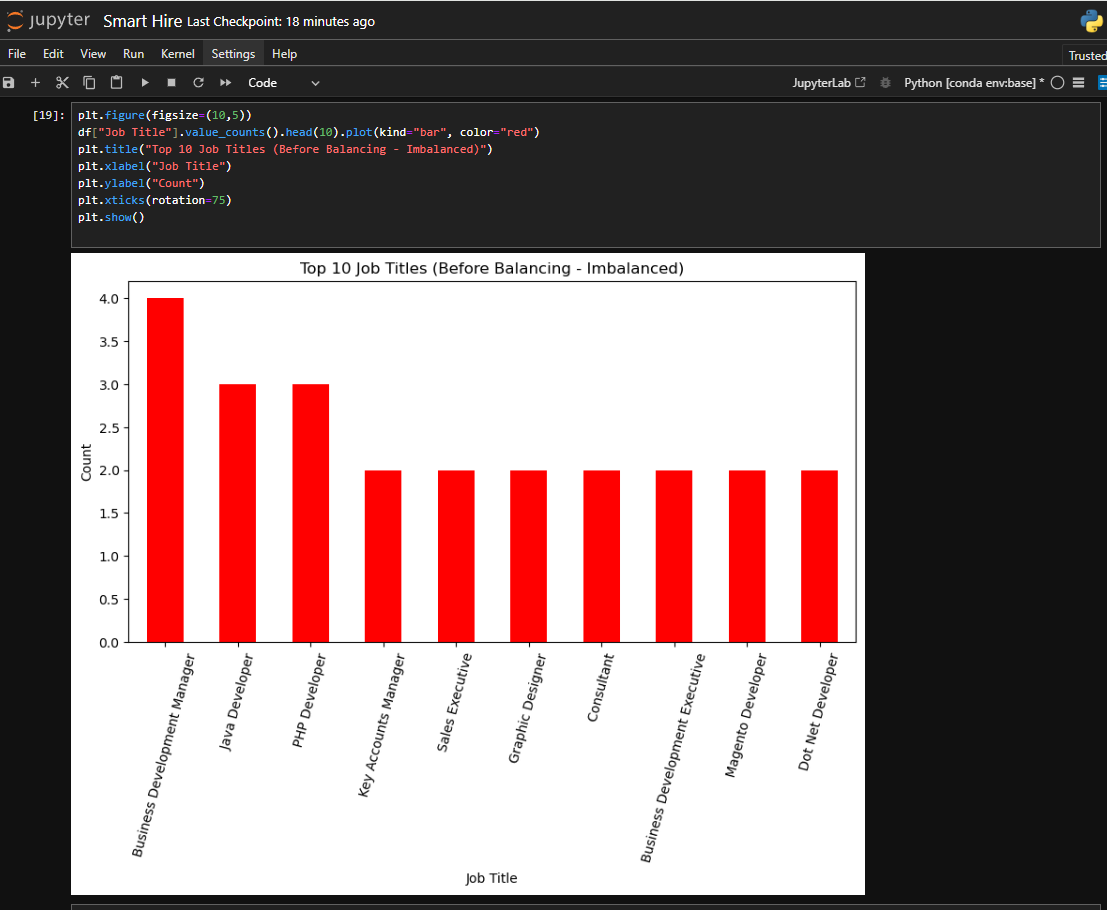 jupyter Smart Hire Last Checkpoint: 18 minutes ago
File Edit View Run Kernel Settings Help Trusted
Code JupyterLab Python [conda env:base] *
[19]:
plt.figure(figsize=(10,5))
df["Job Title"].value_counts().head(10).plot(kind="bar", color="red")
plt.title("Top 10 Job Titles (Before Balancing - Imbalanced)")
plt.xlabel("Job Title")
plt.ylabel("Count")
plt.xticks(rotation=75)
plt.show()
Top 10 Job Titles (Before Balancing - Imbalanced)
4.0
3.5
3.0
2.5
2.0
1.5
1.0
0.5
0.0
Count
Business Development Manager
Java Developer
PHP Developer
Key Accounts Manager
Sales Executive
Graphic Designer
Consultant
Business Development Executive
Magento Developer
Dot Net Developer
Job Title